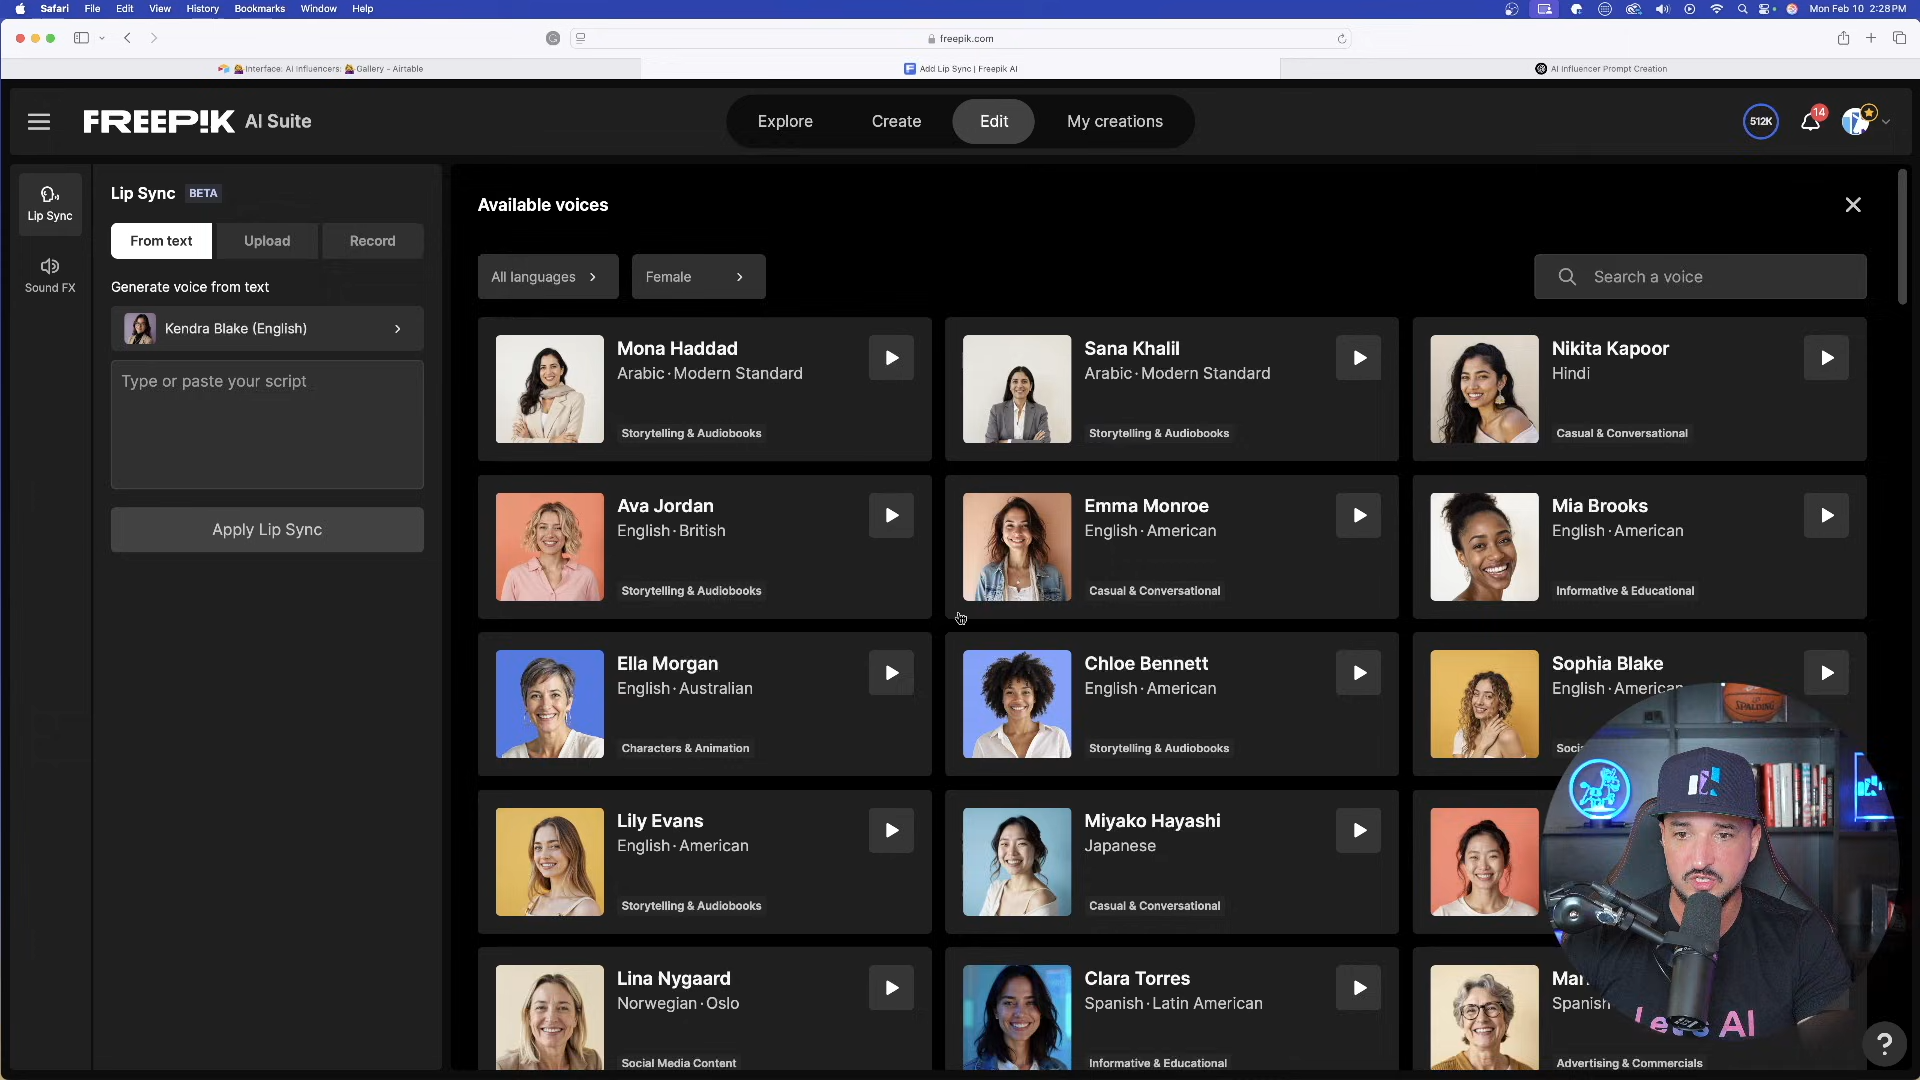 Safari File Edit View History Bookmarks Window Help
Mon Feb 10 2:28 PM
freepik.com
Interface: AI Influencers: Gallery - Airtable
Add Lip Sync | Freepik AI
AI Influencer Prompt Creation
FREEP!K AI Suite
Explore
Create
Edit
My creations
512K
14
Lip Sync
Sound FX
Lip Sync BETA
From text
Upload
Record
Generate voice from text
Kendra Blake (English)
Type or paste your script
Apply Lip Sync
Available voices
All languages
Female
Search a voice
Mona Haddad
Arabic · Modern Standard
Storytelling & Audiobooks
Sana Khalil
Arabic · Modern Standard
Storytelling & Audiobooks
Nikita Kapoor
Hindi
Casual & Conversational
Ava Jordan
English · British
Storytelling & Audiobooks
Emma Monroe
English · American
Casual & Conversational
Mia Brooks
English · American
Informative & Educational
Ella Morgan
English · Australian
Characters & Animation
Chloe Bennett
English · American
Storytelling & Audiobooks
Sophia Blake
English · American
SPALDING
Lily Evans
English · American
Storytelling & Audiobooks
Miyako Hayashi
Japanese
Casual & Conversational
Lina Nygaard
Norwegian · Oslo
Social Media Content
Clara Torres
Spanish · Latin American
Informative & Educational
Spanish
Advertising & Commercials
Let's AI
?